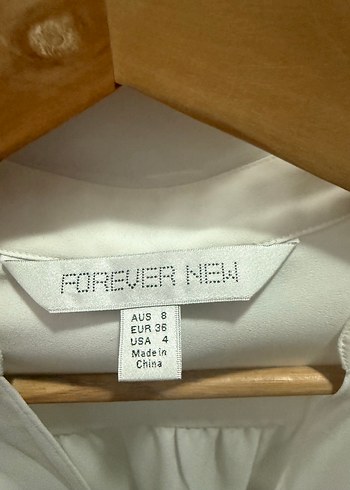 FOREVER NEW
AUS 8
EUR 36
USA 4
Made in
China